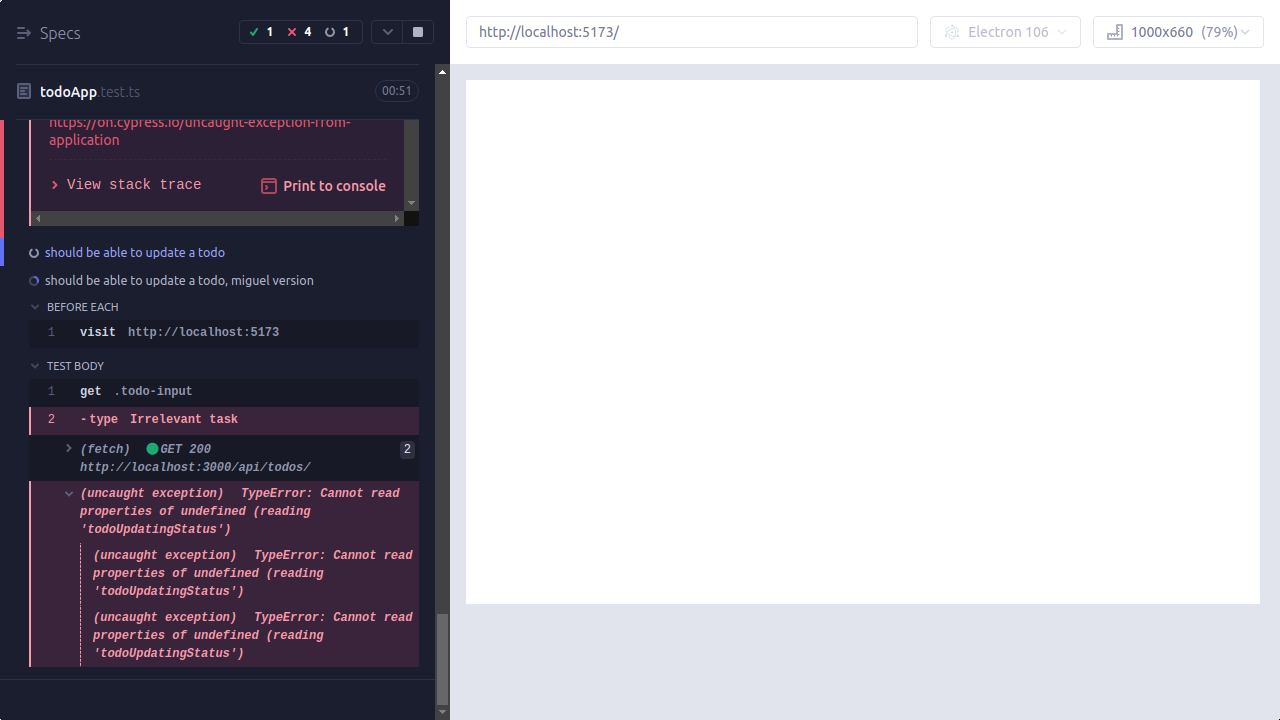 Specs
1 4 1
http://localhost:5173/
Electron 106
1000x660 (79%)
todoApp.test.ts
00:51
https://on.cypress.io/uncaught-exception-from-
application
View stack trace
Print to console
should be able to update a todo
should be able to update a todo, miguel version
BEFORE EACH
1 visit http://localhost:5173
TEST BODY
1 get .todo-input
2 -type Irrelevant task
(fetch) GET 200 2
http://localhost:3000/api/todos/
(uncaught exception) TypeError: Cannot read
properties of undefined (reading
'todoUpdatingStatus')
(uncaught exception) TypeError: Cannot read
properties of undefined (reading
'todoUpdatingStatus')
(uncaught exception) TypeError: Cannot read
properties of undefined (reading
'todoUpdatingStatus')